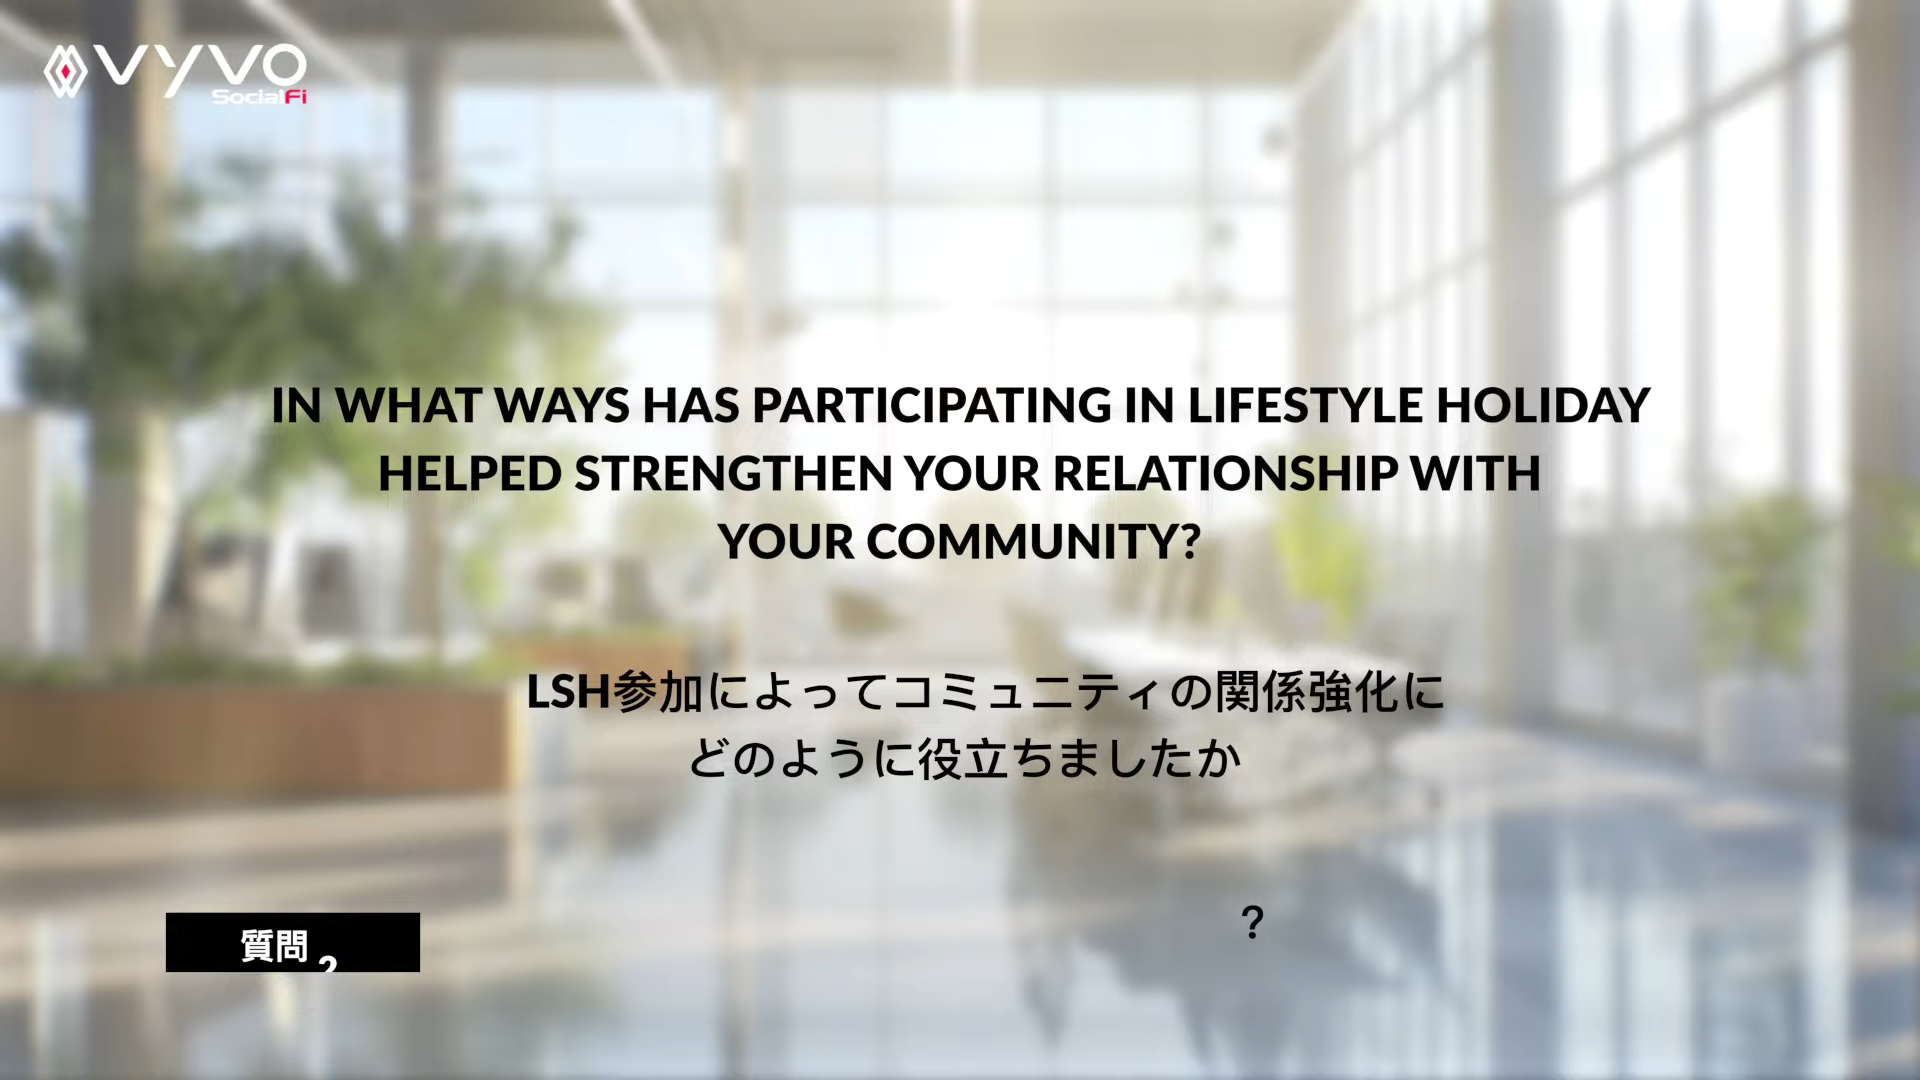 VYVO
SocialFi
IN WHAT WAYS HAS PARTICIPATING IN LIFESTYLE HOLIDAY
HELPED STRENGTHEN YOUR RELATIONSHIP WITH
YOUR COMMUNITY?
LSH参加によってコミュニティの関係強化に
どのように役立ちましたか
?
質問 2